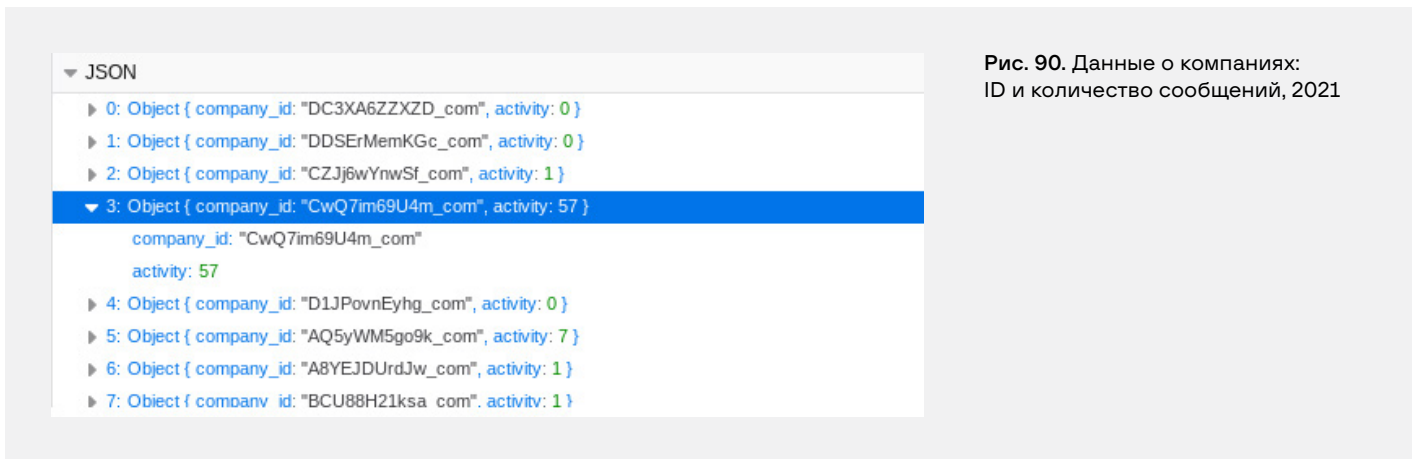 JSON
0: Object { company_id: "DC3XA6ZZXZD_com", activity: 0 }
1: Object { company_id: "DDSErMemKGc_com", activity: 0 }
2: Object { company_id: "CZJj6wYnwSf_com", activity: 1 }
3: Object { company_id: "CwQ7im69U4m_com", activity: 57 }
company_id: "CwQ7im69U4m_com"
activity: 57
4: Object { company_id: "D1JPovnEyhg_com", activity: 0 }
5: Object { company_id: "AQ5yWM5go9k_com", activity: 7 }
6: Object { company_id: "A8YEJDUrdJw_com", activity: 1 }
7: Object { company_id: "BCU88H21ksa_com", activity: 1 }
Рис. 90. Данные о компаниях:
ID и количество сообщений, 2021